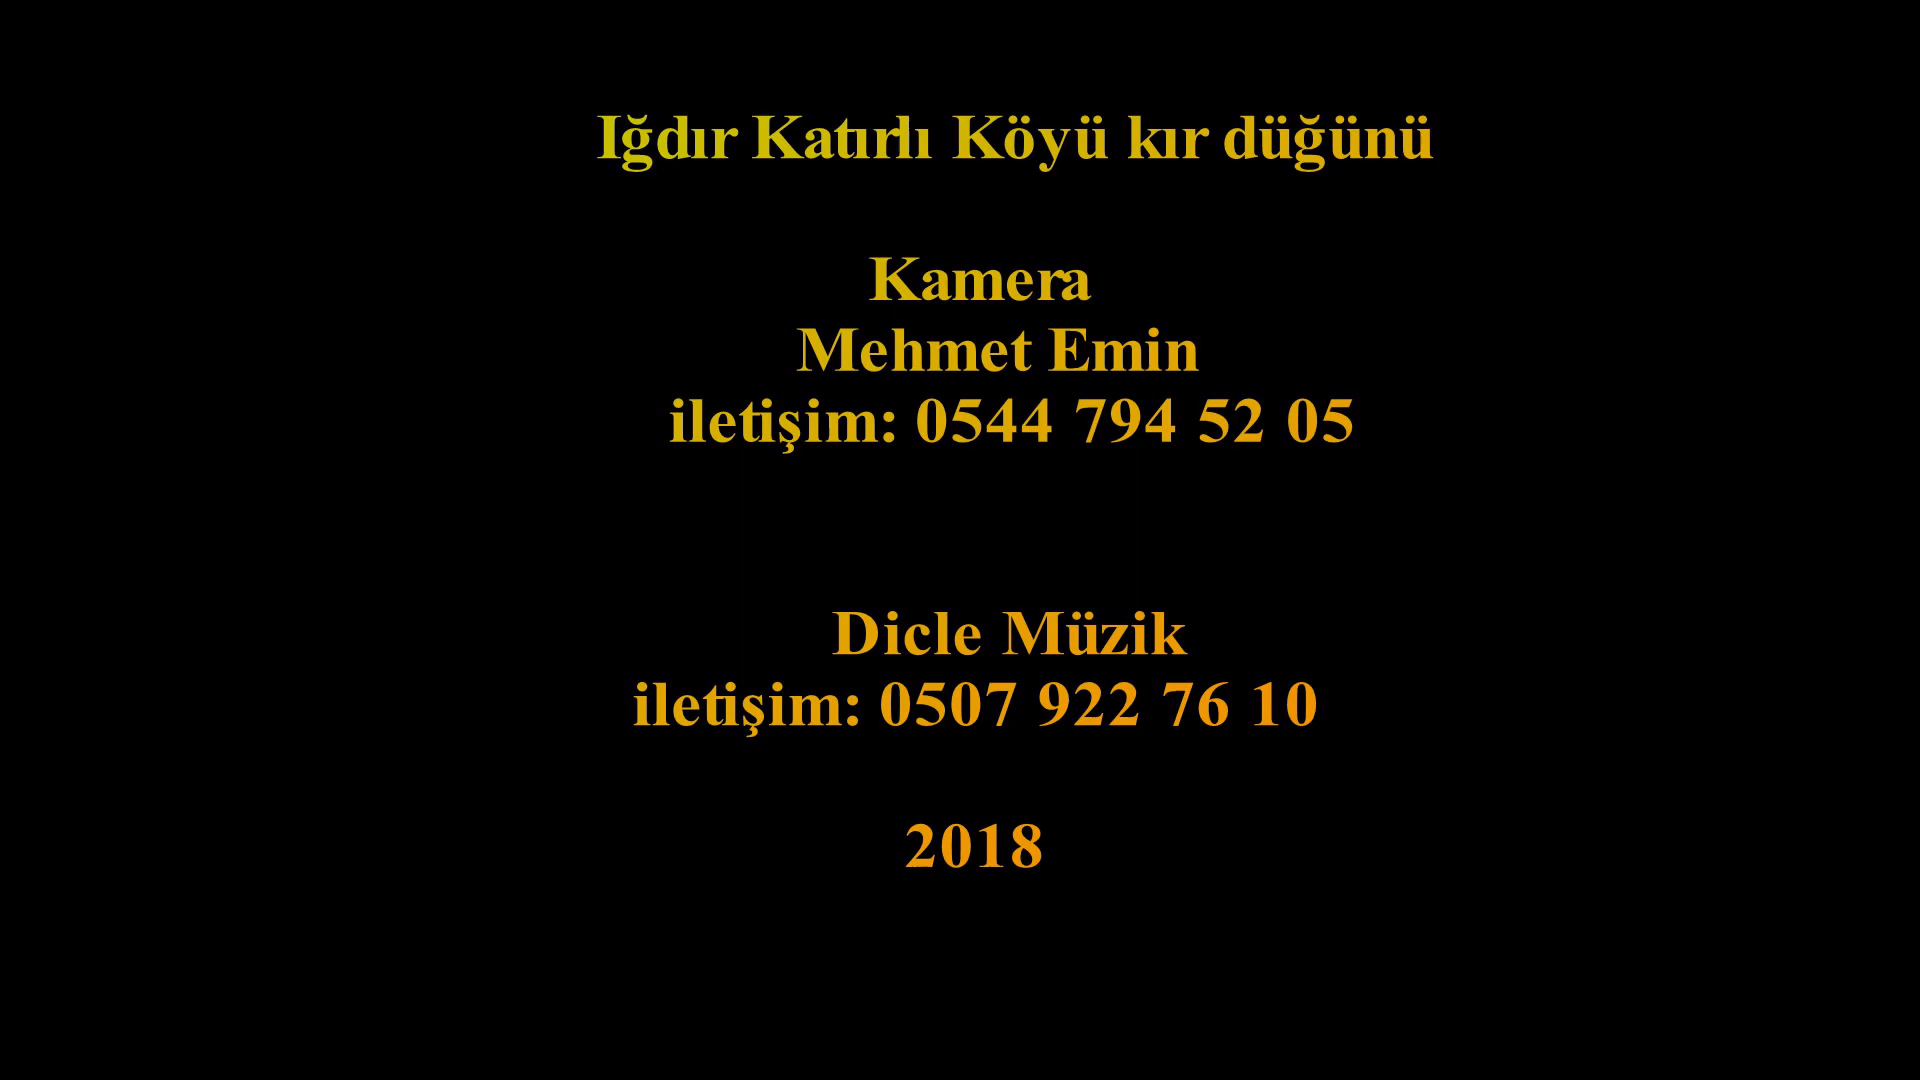 Iğdır Katırlı Köyü kır düğünü
Kamera
Mehmet Emin
iletişim: 0544 794 52 05
Dicle Müzik
iletişim: 0507 922 76 10
2018